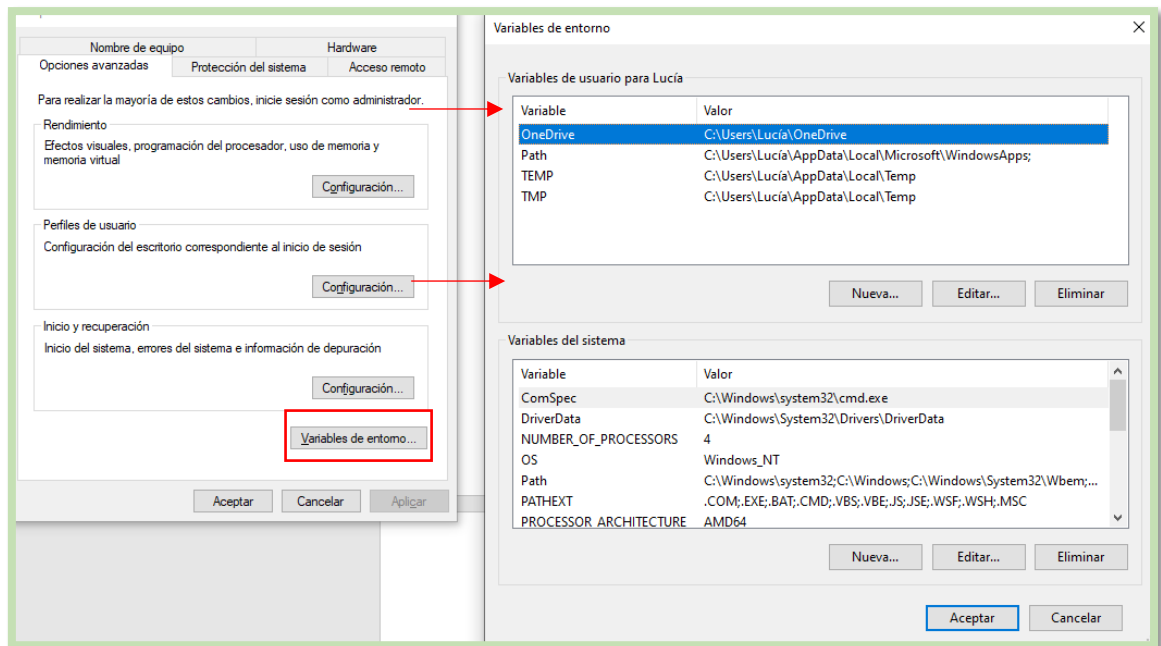 Nombre de equipo
Hardware
Opciones avanzadas
Protección del sistema
Acceso remoto
Para realizar la mayoría de estos cambios, inicie sesión como administrador.
Rendimiento
Efectos visuales, programación del procesador, uso de memoria y
memoria virtual
Configuración...
Perfiles de usuario
Configuración del escritorio correspondiente al inicio de sesión
Configuración...
Inicio y recuperación
Inicio del sistema, errores del sistema e información de depuración
Configuración...
Variables de entorno...
Aceptar
Cancelar
Aplicar
Variables de entorno
Variables de usuario para Lucía
Variable Valor
OneDrive C:\Users\Lucía\OneDrive
Path C:\Users\Lucía\AppData\Local\Microsoft\WindowsApps;
TEMP C:\Users\Lucía\AppData\Local\Temp
TMP C:\Users\Lucía\AppData\Local\Temp
Nueva... Editar... Eliminar
Variables del sistema
Variable Valor
ComSpec C:\Windows\system32\cmd.exe
DriverData C:\Windows\System32\Drivers\DriverData
NUMBER_OF_PROCESSORS 4
OS Windows_NT
Path C:\Windows\system32;C:\Windows;C:\Windows\System32\Wbem;...
PATHEXT .COM;.EXE;.BAT;.CMD;.VBS;.VBE;.JS;.JSE;.WSF;.WSH;.MSC
PROCESSOR_ARCHITECTURE AMD64
Nueva... Editar... Eliminar
Aceptar Cancelar